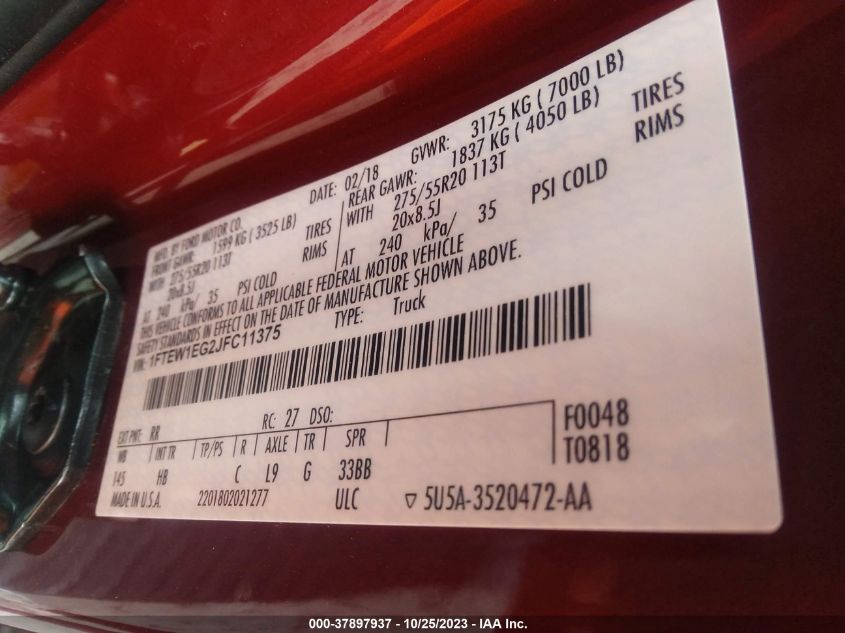 MFD. BY FORD MOTOR CO.
DATE: 02/18
GVWR: 3175 KG ( 7000 LB)
FRONT GAWR: 1599 KG ( 3525 LB)
REAR GAWR: 1837 KG ( 4050 LB)
WITH 275/55R20 113T TIRES
WITH 275/55R20 113T TIRES
20x8.5J RIMS
20x8.5J RIMS
AT 240 kPa/ 35 PSI COLD
AT 240 kPa/ 35 PSI COLD
THIS VEHICLE CONFORMS TO ALL APPLICABLE FEDERAL MOTOR VEHICLE
SAFETY STANDARDS IN EFFECT ON THE DATE OF MANUFACTURE SHOWN ABOVE.
VIN: 1FTEW1EG2JFC11375
TYPE: Truck
EXT PNT: RR RC: 27 DSO: F0048
WB INT TR TP/PS R AXLE TR SPR T0818
145 HB C L9 G 33BB
MADE IN U.S.A. 2201802021277 ULC ▽ 5U5A-3520472-AA
000-37897937 - 10/25/2023 - IAA Inc.